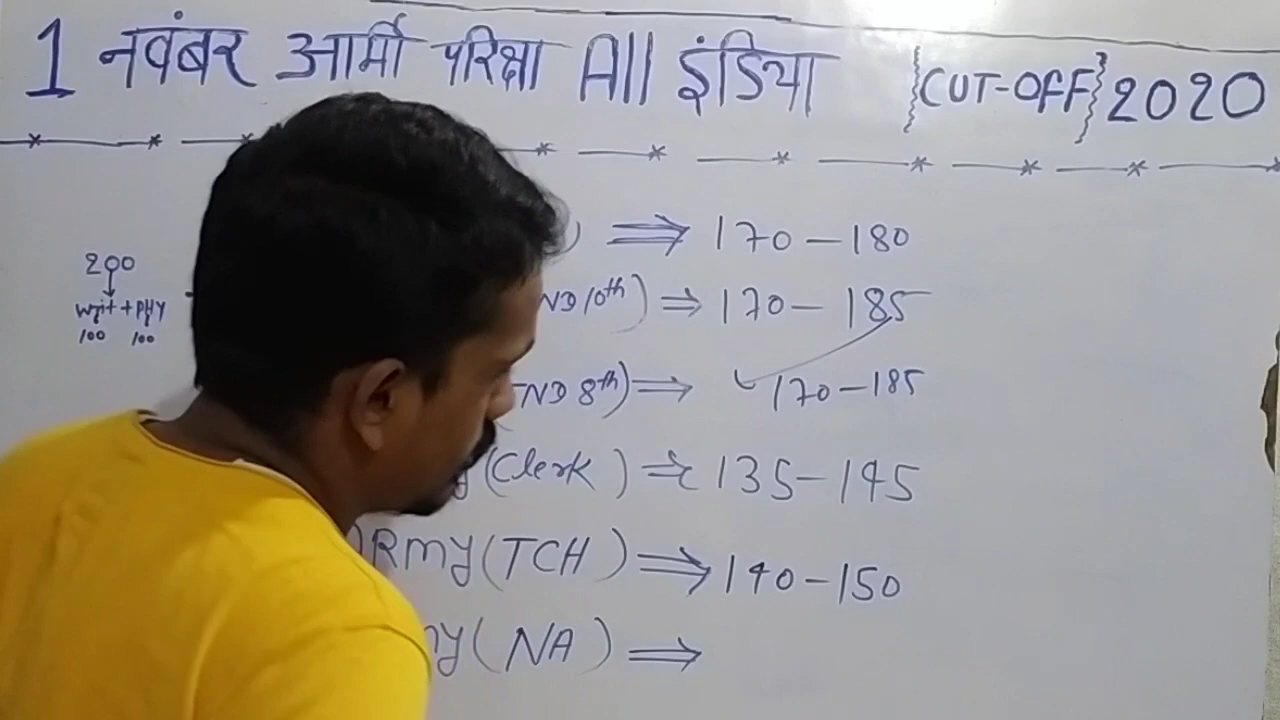 1 नवंबर आर्मी परिक्षा All इंडिया {CUT-OFF} 2020
) ⇒ 170-180
200
Wrjt + PHY
100 100
ND 10th) ⇒ 170-185
ND 8th) ⇒ 170-185
y (Clerk) ⇒ 135-145
ARmy (TCH) ⇒ 140-150
my (NA) ⇒